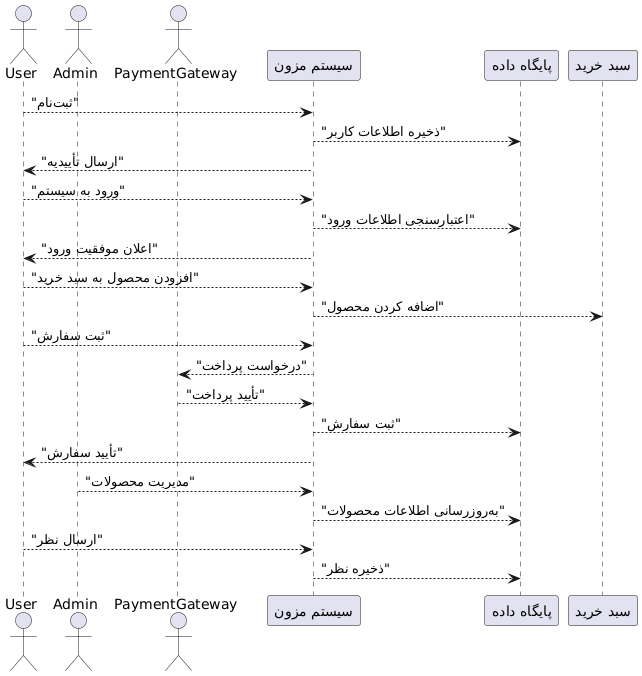 User
Admin
PaymentGateway
سیستم مزون
پایگاه داده
سبد خرید
"ثبت‌نام"
"ذخیره اطلاعات کاربر"
"ارسال تأییدیه"
"ورود به سیستم"
"اعتبارسنجی اطلاعات ورود"
"اعلان موفقیت ورود"
"افزودن محصول به سبد خرید"
"اضافه کردن محصول"
"ثبت سفارش"
"درخواست پرداخت"
"تأیید پرداخت"
"ثبت سفارش"
"تأیید سفارش"
"مدیریت محصولات"
"به‌روزرسانی اطلاعات محصولات"
"ارسال نظر"
"ذخیره نظر"
User
Admin
PaymentGateway
سیستم مزون
پایگاه داده
سبد خرید